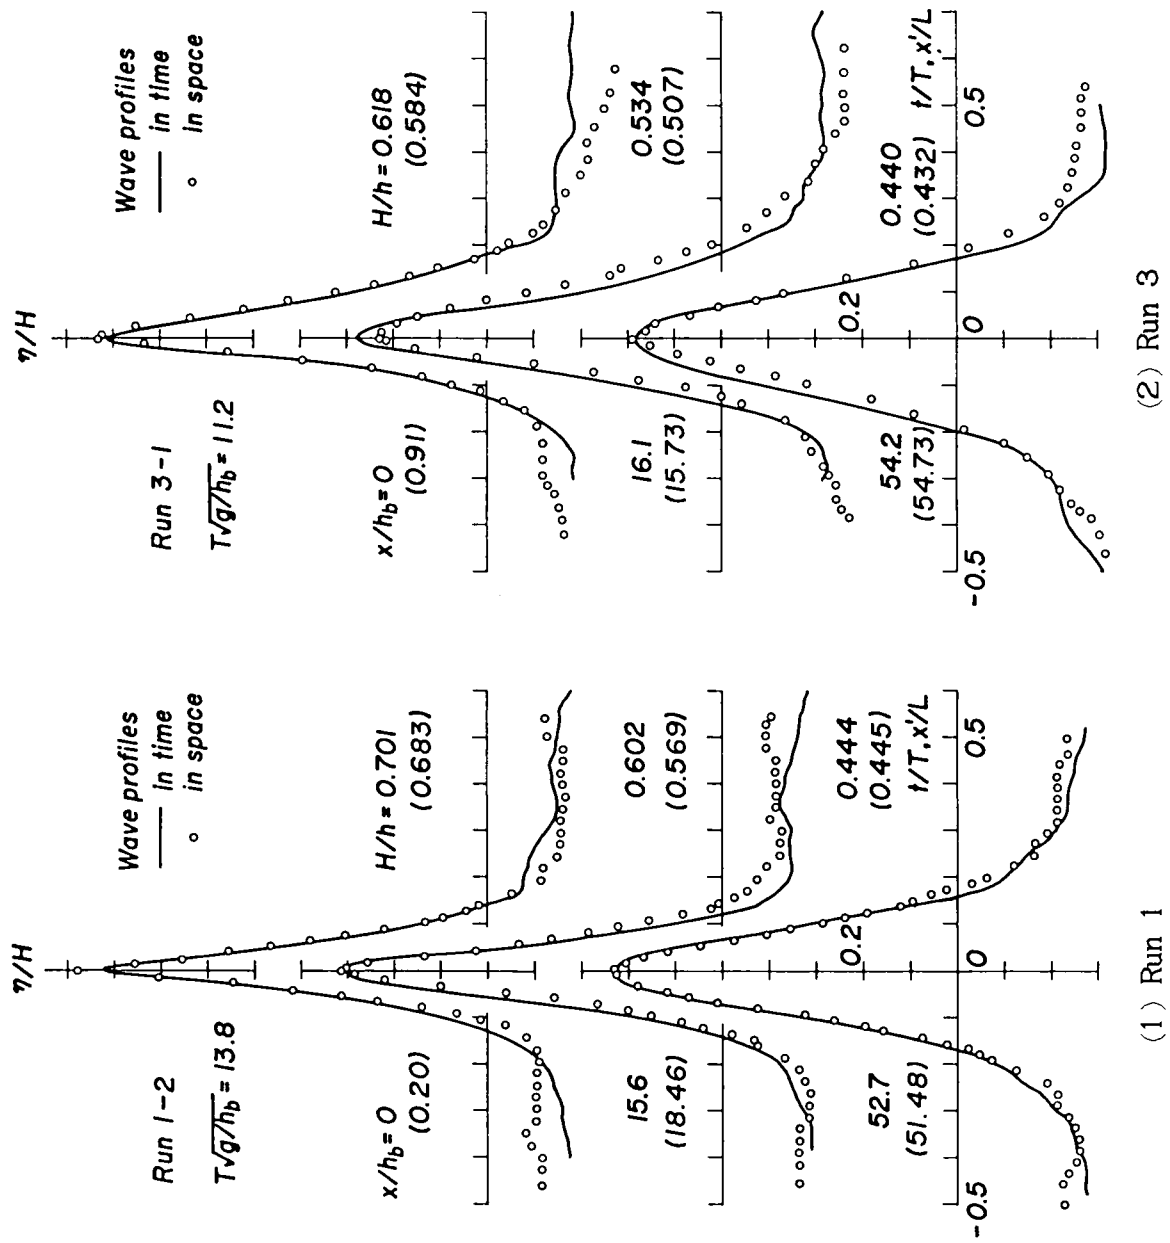 η/H
Run 1-2
T√g/h_b = 13.8
Wave profiles
in time
in space
x/h_b = 0
(0.20)
H/h = 0.701
(0.683)
15.6
(18.46)
0.602
(0.569)
52.7
(51.48)
0.444
(0.445)
t/T, x'/L
0.2
-0.5
0
0.5
(1) Run 1
η/H
Run 3-1
T√g/h_b = 11.2
Wave profiles
in time
in space
x/h_b = 0
(0.91)
H/h = 0.618
(0.584)
16.1
(15.73)
0.534
(0.507)
54.2
(54.73)
0.440
(0.432)
t/T, x'/L
0.2
-0.5
0
0.5
(2) Run 3